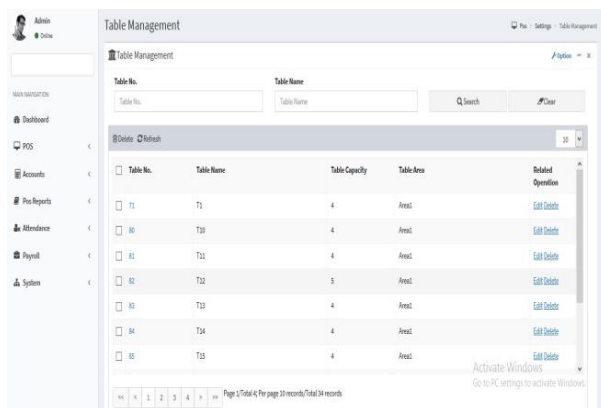 Admin
Online
Table Management
Pos > Settings > Table Management
Table Management
Option
Table No.
Table Name
Table No.
Table Name
Search
Clear
MAIN NAVIGATION
Dashboard
POS
Accounts
Pos Reports
Attendance
Payroll
System
Delete Refresh
10
Table No. Table Name Table Capacity Table Area Related Operation
71 T1 4 Area1 Edit Delete
80 T10 4 Area1 Edit Delete
81 T11 4 Area1 Edit Delete
82 T12 5 Area1 Edit Delete
83 T13 4 Area1 Edit Delete
84 T14 4 Area1 Edit Delete
85 T15 4 Area1 Edit Delete
<< < 1 2 3 4 > >> Page 1/Total 4; Per page 10 records/Total 34 records
Activate Windows
Go to PC settings to activate Windows.